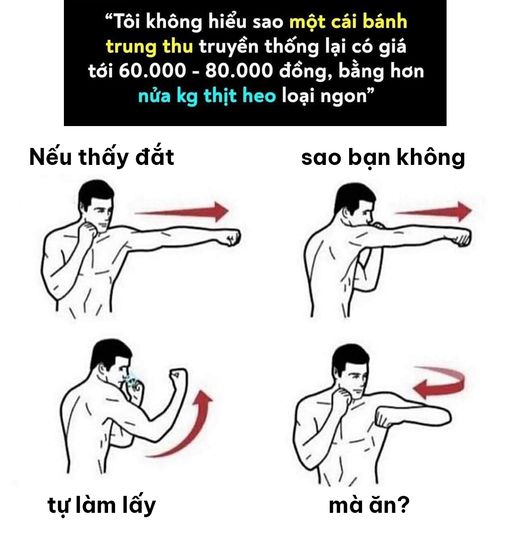 “Tôi không hiểu sao một cái bánh
trung thu truyền thống lại có giá
tới 60.000 - 80.000 đồng, bằng hơn
nửa kg thịt heo loại ngon”
Nếu thấy đắt
sao bạn không
tự làm lấy
mà ăn?